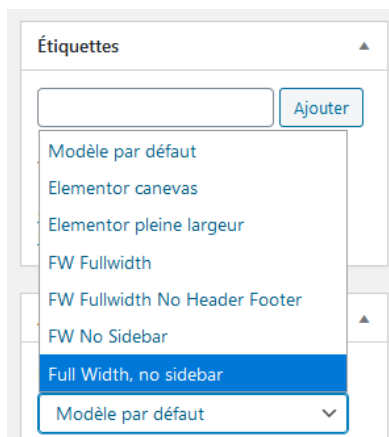 Étiquettes
Ajouter
Modèle par défaut
Elementor canevas
Elementor pleine largeur
FW Fullwidth
FW Fullwidth No Header Footer
FW No Sidebar
Full Width, no sidebar
Modèle par défaut